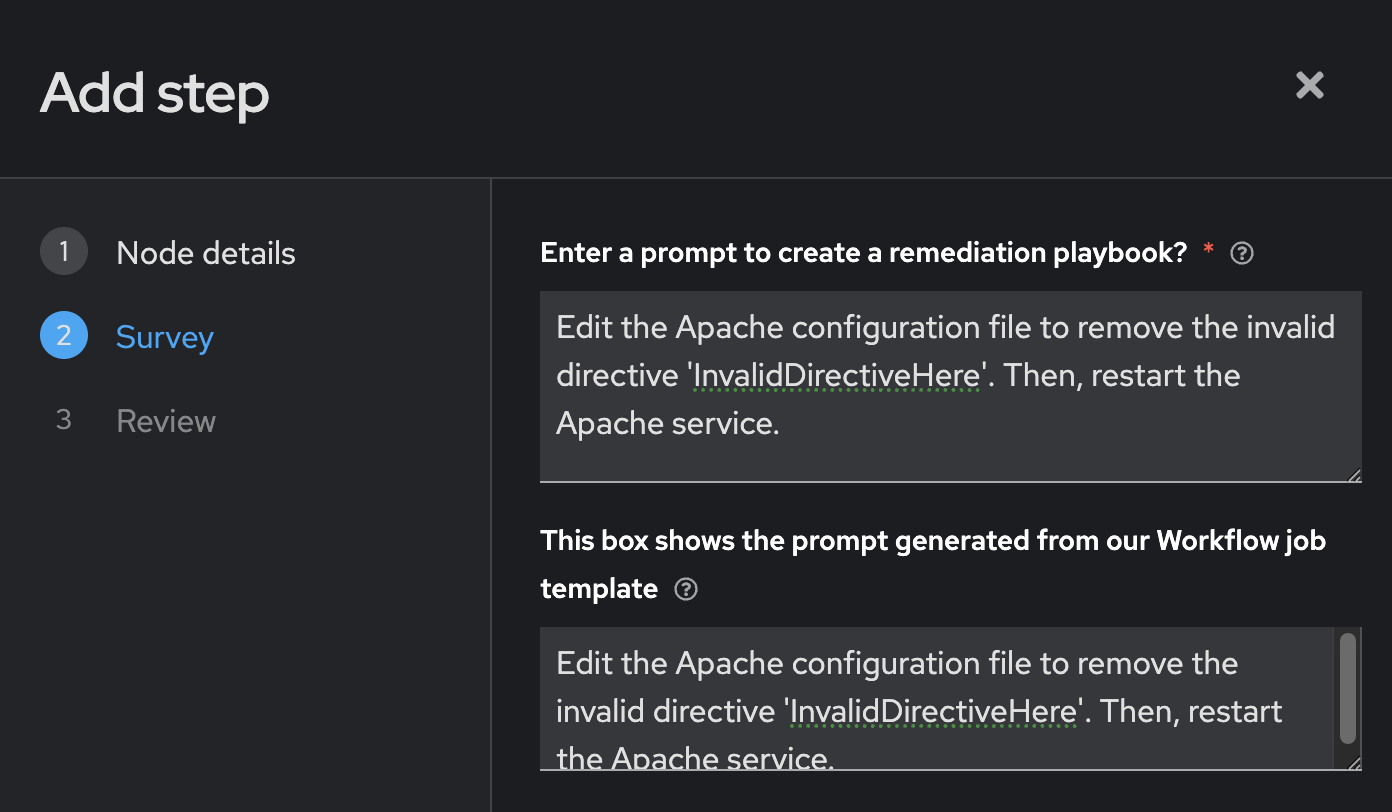 Add step
1 Node details
2 Survey
3 Review
Enter a prompt to create a remediation playbook? *
Edit the Apache configuration file to remove the invalid
directive 'InvalidDirectiveHere'. Then, restart the
Apache service.
This box shows the prompt generated from our Workflow job
template
Edit the Apache configuration file to remove the
invalid directive 'InvalidDirectiveHere'. Then, restart
the Apache service.